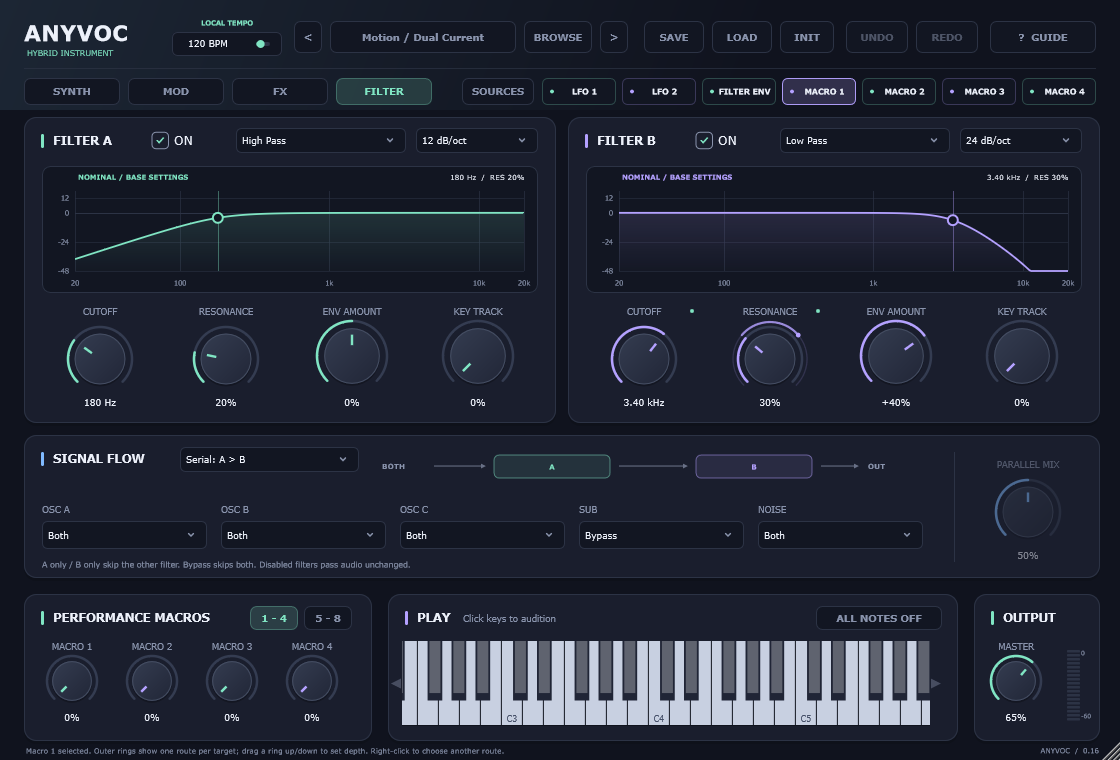 ANYVOC
HYBRID INSTRUMENT
LOCAL TEMPO
120 BPM
<
Motion / Dual Current
BROWSE
>
SAVE
LOAD
INIT
UNDO
REDO
? GUIDE
SYNTH
MOD
FX
FILTER
SOURCES
LFO 1
LFO 2
FILTER ENV
MACRO 1
MACRO 2
MACRO 3
MACRO 4
FILTER A
ON
High Pass
12 dB/oct
NOMINAL / BASE SETTINGS
180 Hz / RES 20%
12
0
-24
-48
20
100
1k
10k
20k
CUTOFF
RESONANCE
ENV AMOUNT
KEY TRACK
180 Hz
20%
0%
0%
FILTER B
ON
Low Pass
24 dB/oct
NOMINAL / BASE SETTINGS
3.40 kHz / RES 30%
12
0
-24
-48
20
100
1k
10k
20k
CUTOFF
RESONANCE
ENV AMOUNT
KEY TRACK
3.40 kHz
30%
+40%
0%
SIGNAL FLOW
Serial: A > B
BOTH
A
B
OUT
OSC A
OSC B
OSC C
SUB
NOISE
Both
Both
Both
Bypass
Both
A only / B only skip the other filter. Bypass skips both. Disabled filters pass audio unchanged.
PARALLEL MIX
50%
PERFORMANCE MACROS
1 - 4
5 - 8
MACRO 1
MACRO 2
MACRO 3
MACRO 4
0%
0%
0%
0%
PLAY
Click keys to audition
ALL NOTES OFF
C3
C4
C5
OUTPUT
MASTER
65%
0
-60
Macro 1 selected. Outer rings show one route per target; drag a ring up/down to set depth. Right-click to choose another route.
ANYVOC / 0.16